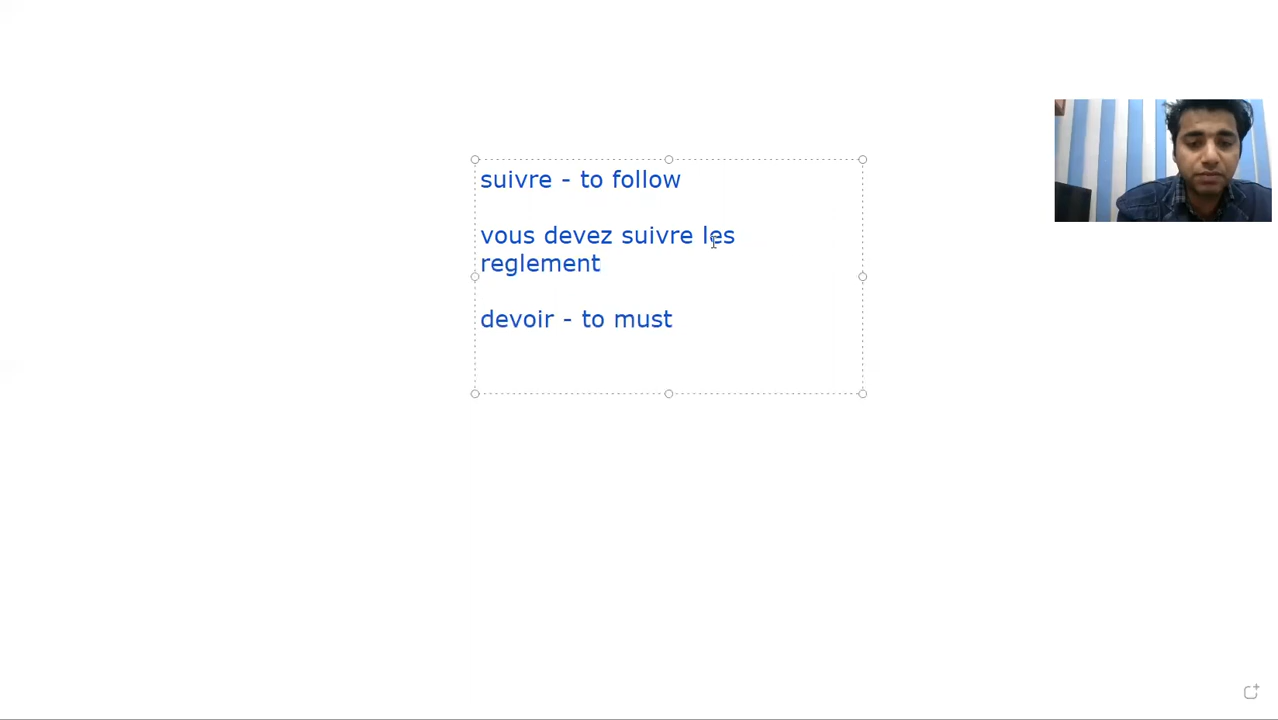 suivre - to follow
vous devez suivre les
reglement
devoir - to must